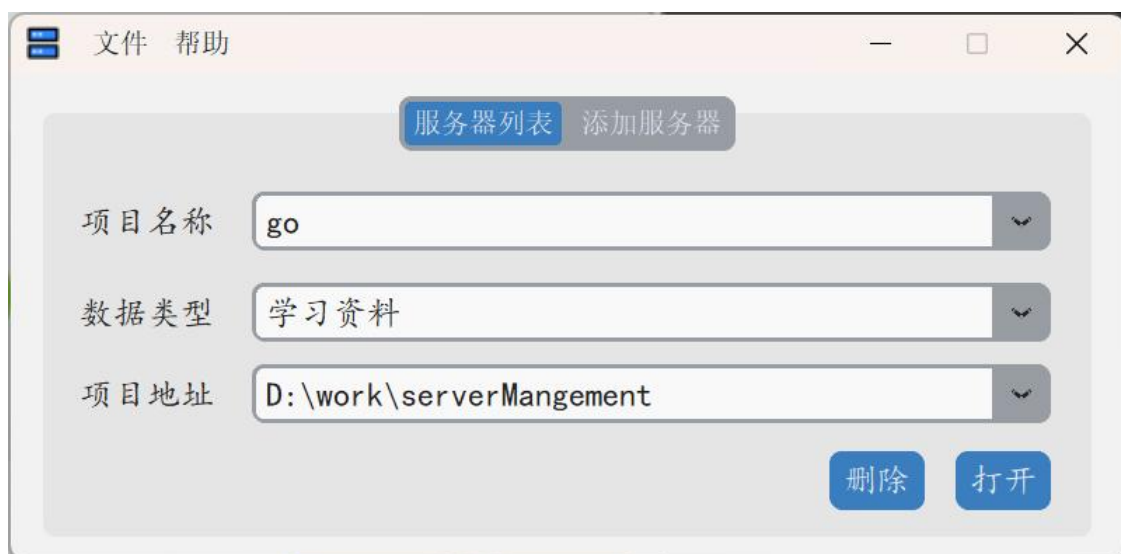 文件 帮助
服务器列表 添加服务器
项目名称 go
数据类型 学习资料
项目地址 D:\work\serverMangement
删除 打开